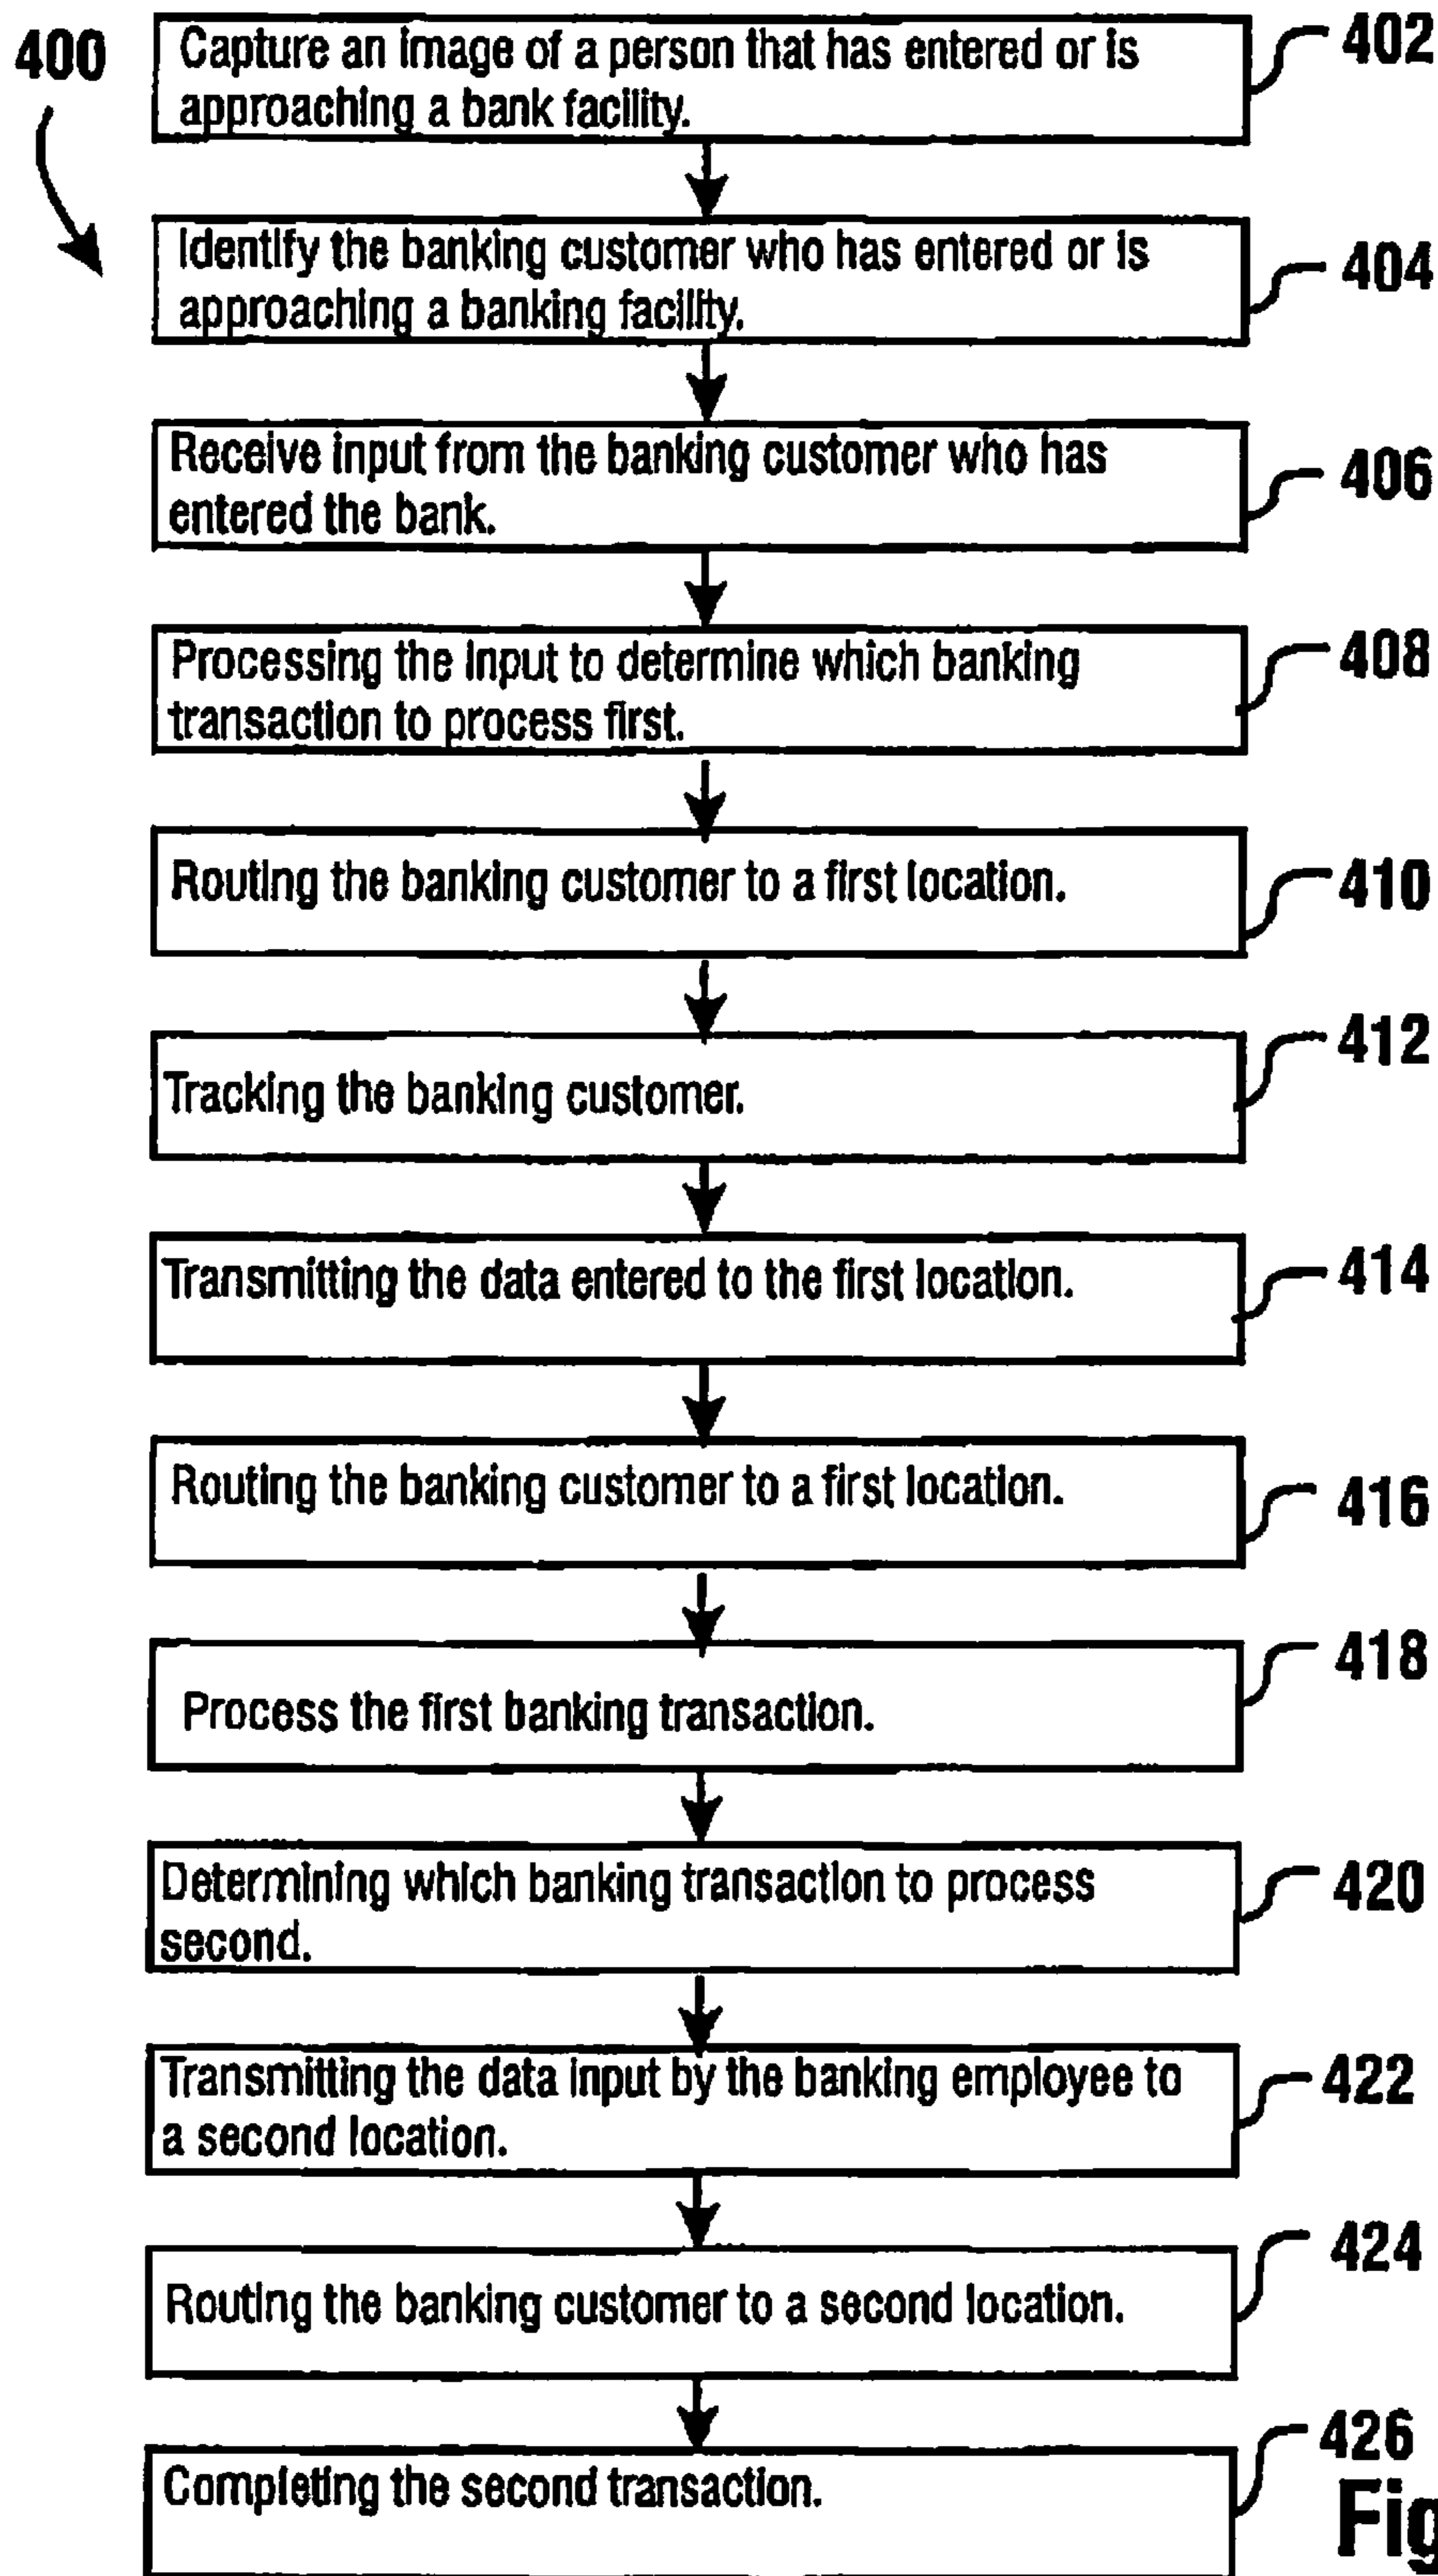 400
Capture an image of a person that has entered or is
approaching a bank facility.
402
Identify the banking customer who has entered or is
approaching a banking facility.
404
Receive input from the banking customer who has
entered the bank.
406
Processing the input to determine which banking
transaction to process first.
408
Routing the banking customer to a first location.
410
Tracking the banking customer.
412
Transmitting the data entered to the first location.
414
Routing the banking customer to a first location.
416
Process the first banking transaction.
418
Determining which banking transaction to process
second.
420
Transmitting the data input by the banking employee to
a second location.
422
Routing the banking customer to a second location.
424
Completing the second transaction.
426
Fig